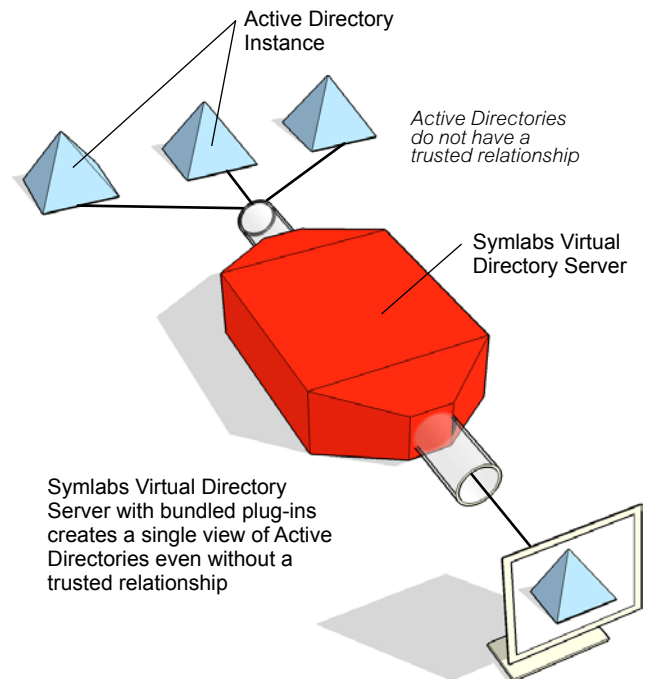 Active Directory
Instance
Active Directories
do not have a
trusted relationship
Symlabs Virtual
Directory Server
Symlabs Virtual Directory
Server with bundled plug-ins
creates a single view of Active
Directories even without a
trusted relationship